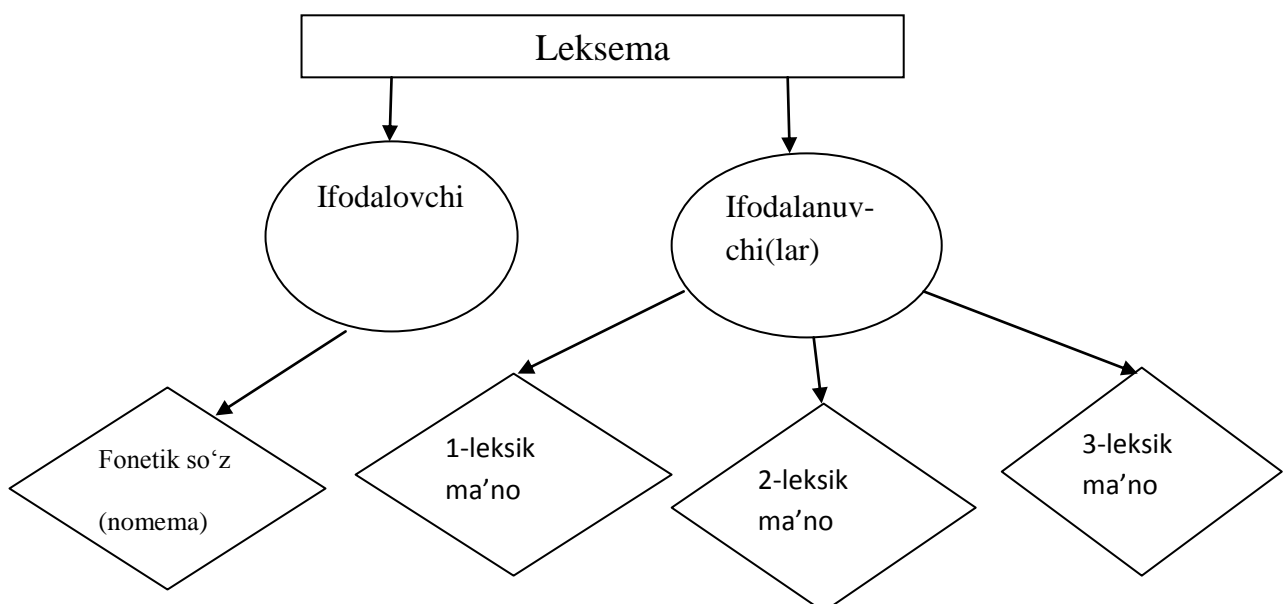 Leksema
Ifodalovchi
Ifodalanuv-
chi(lar)
Fonetik so‘z
(nomema)
1-leksik
ma’no
2-leksik
ma’no
3-leksik
ma’no